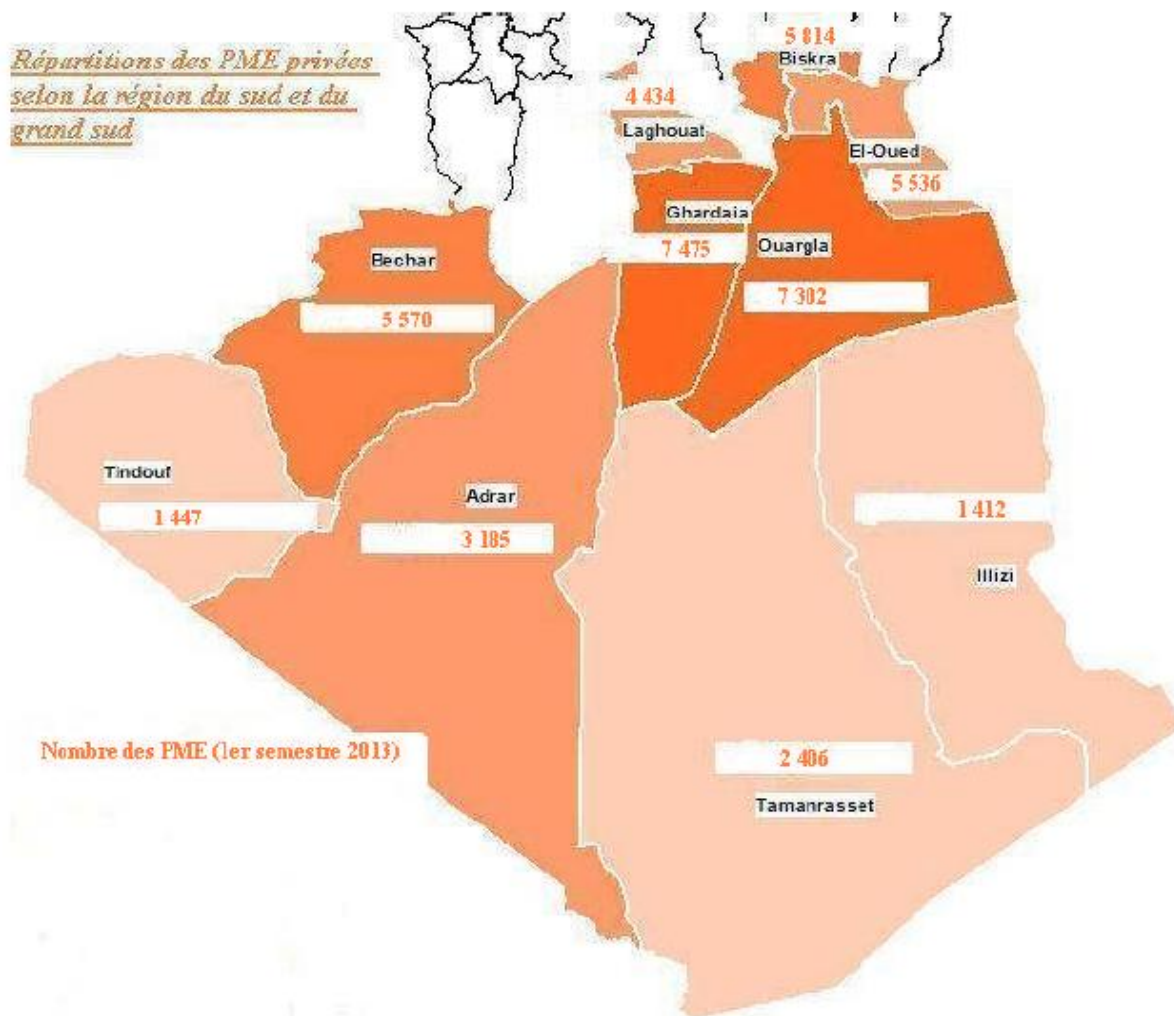 Répartitions des PME privées
selon la région du sud et du
grand sud
5 814
Biskra
4 434
Laghouat
El-Oued
5 536
Ghardaia
7 475
Ouargla
7 302
Bechar
5 570
Tindouf
1 447
Adrar
3 185
1 412
Illizi
Nombre des PME (1er semestre 2013)
2 406
Tamanrasset